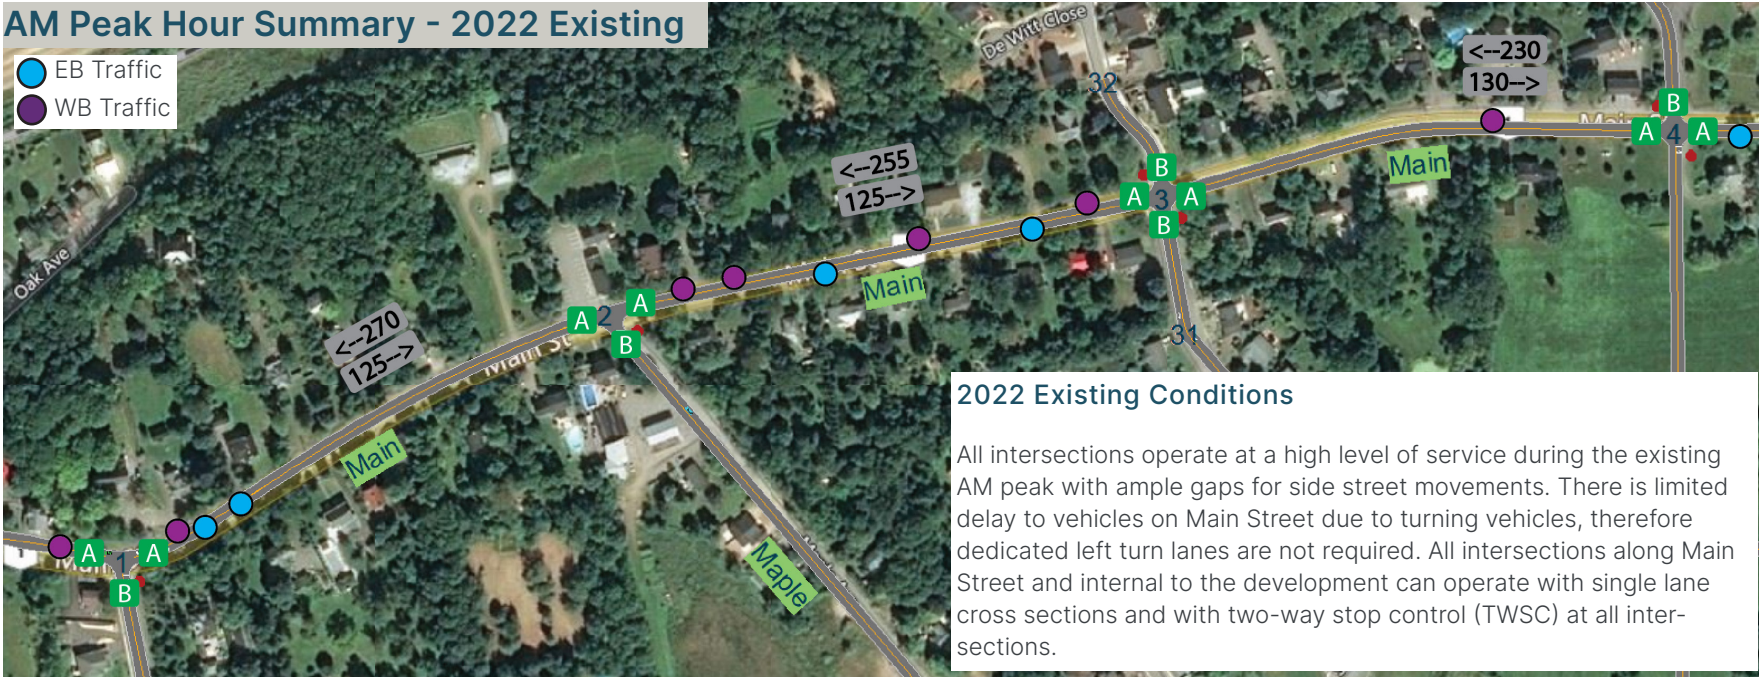 AM Peak Hour Summary - 2022 Existing
EB Traffic
WB Traffic
De Witt Close
32
<--230
130-->
B
A 4 A
Main
<--255
125-->
B
A 3 A
B
Main
Oak Ave
A 2 A
B
Main
31
<--270
125-->
Main St
Main
A 1 A
B
Maple
2022 Existing Conditions
All intersections operate at a high level of service during the existing
AM peak with ample gaps for side street movements. There is limited
delay to vehicles on Main Street due to turning vehicles, therefore
dedicated left turn lanes are not required. All intersections along Main
Street and internal to the development can operate with single lane
cross sections and with two-way stop control (TWSC) at all inter-
sections.